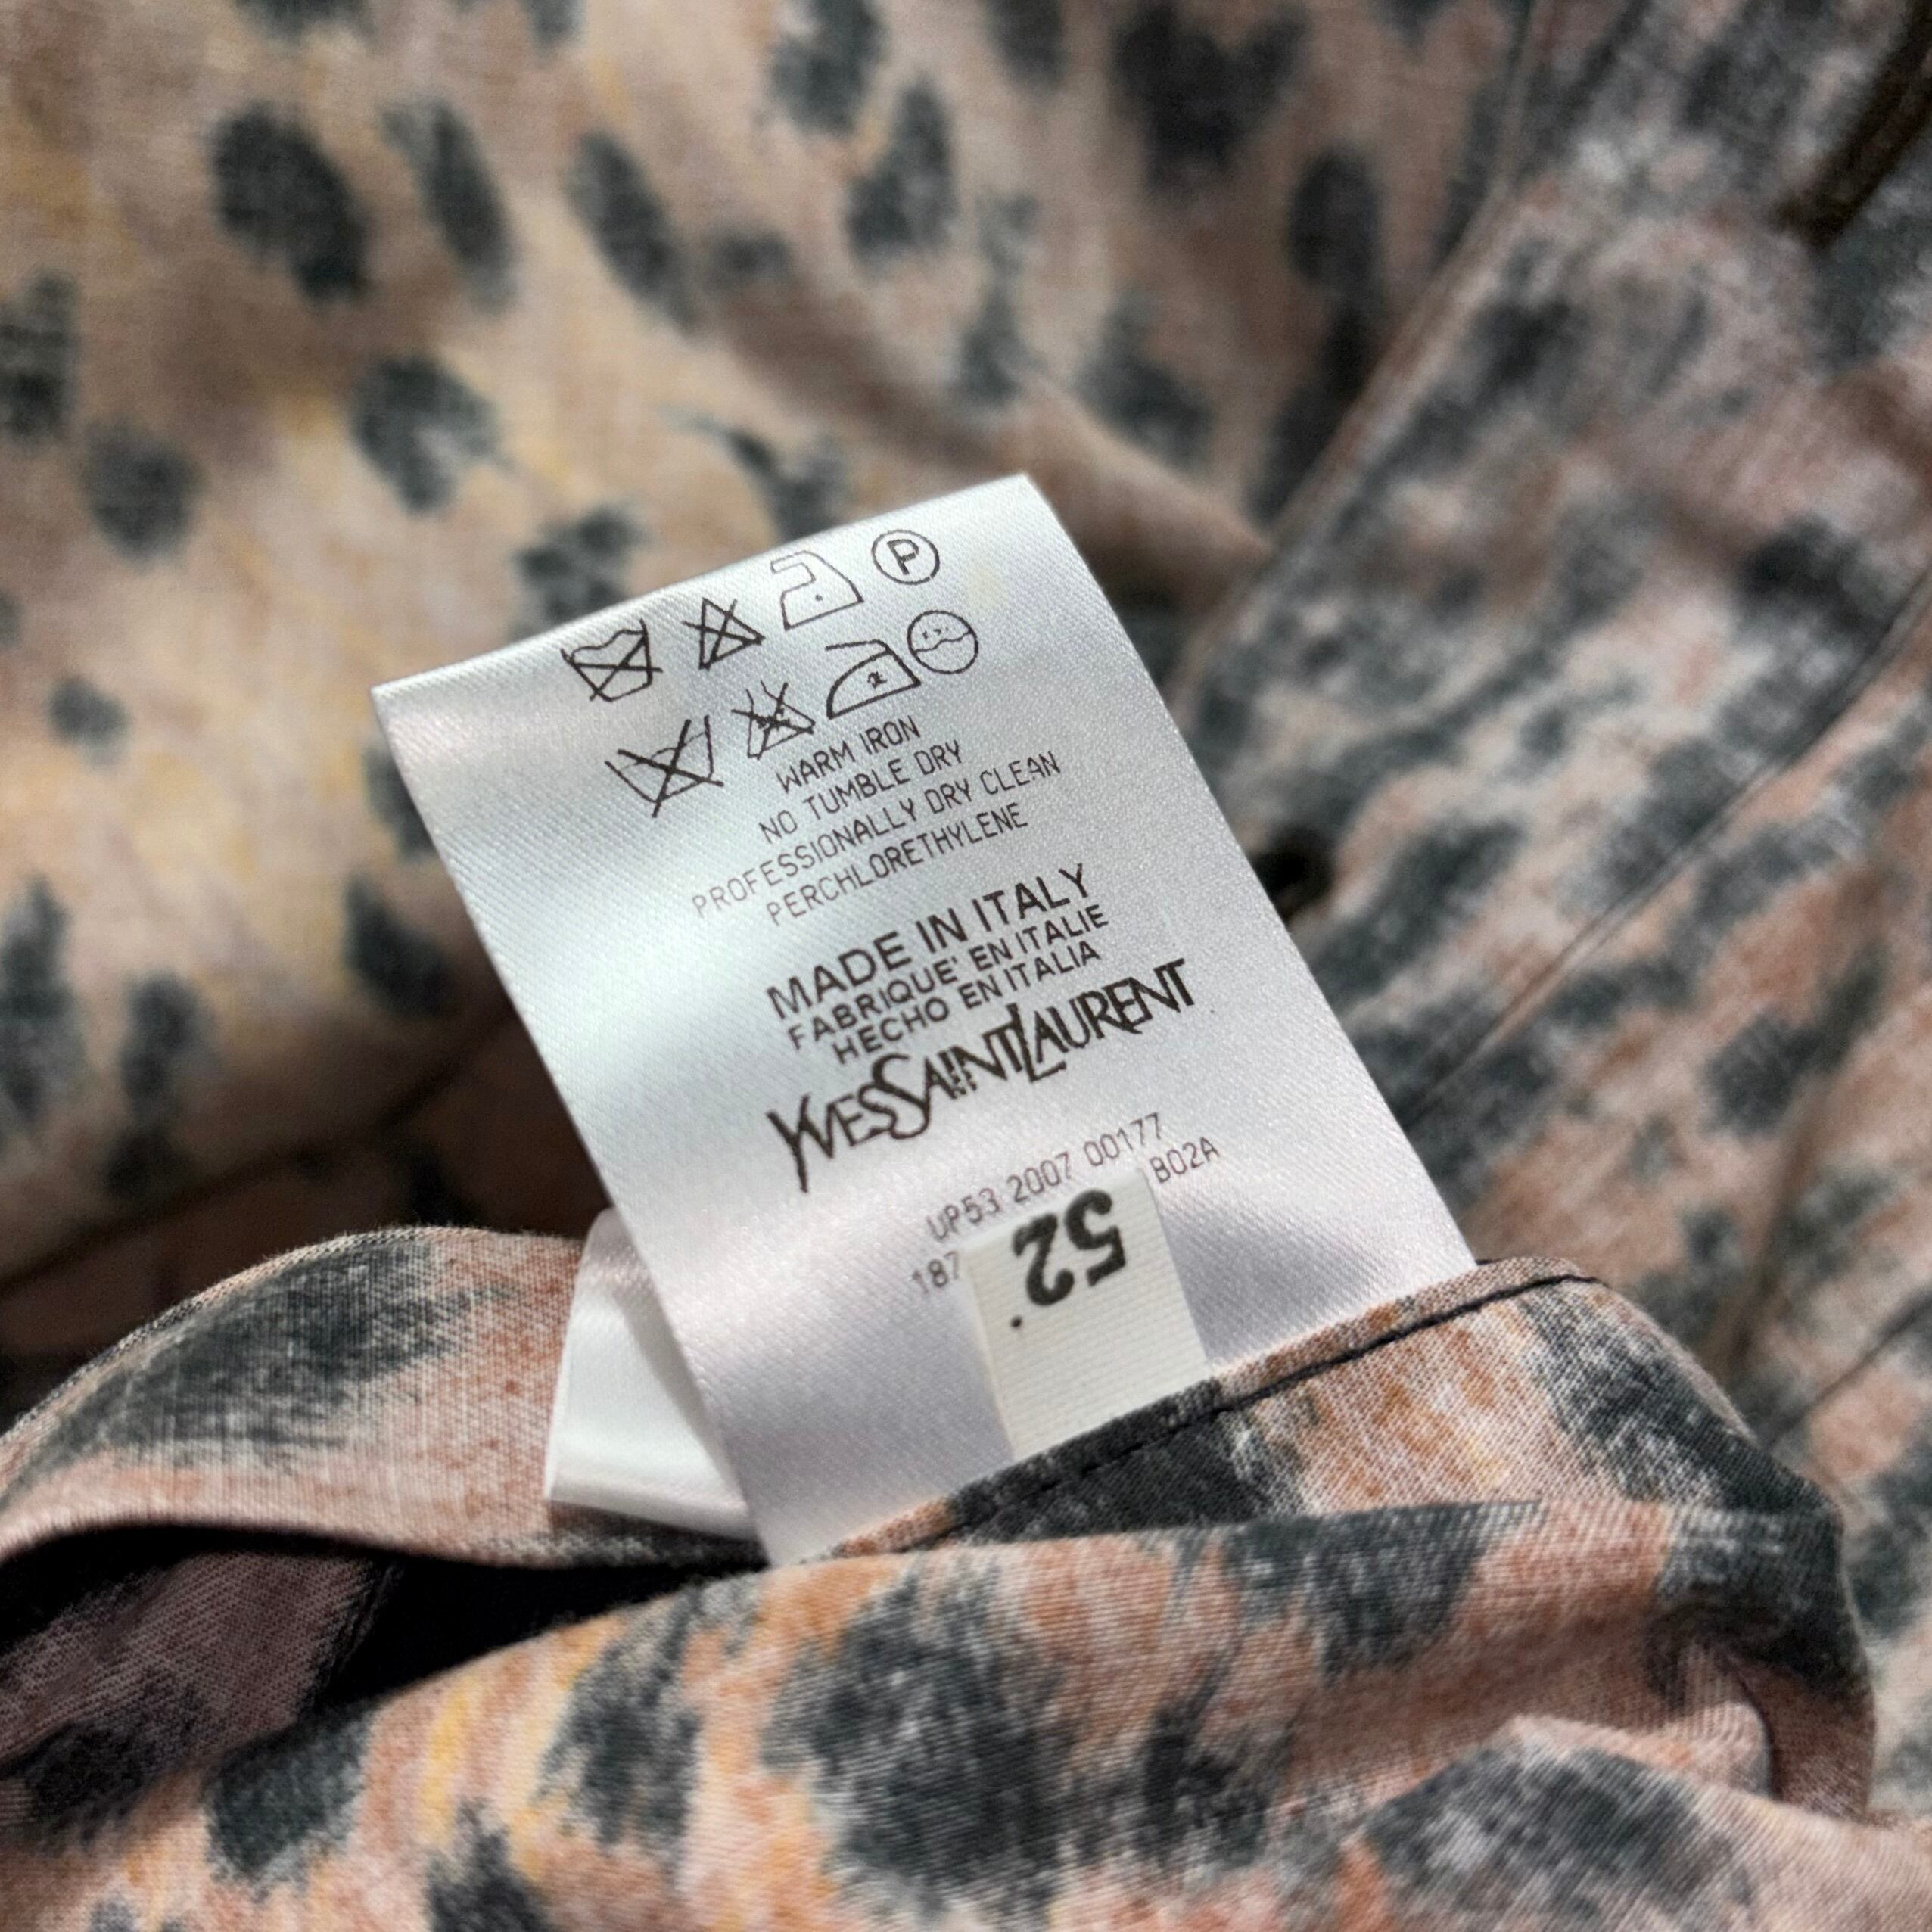 P
WARM IRON
NO TUMBLE DRY
PROFESSIONALLY DRY CLEAN
PERCHLORETHYLENE
MADE IN ITALY
FABRIQUE' EN ITALIE
HECHO EN ITALIA
YVESSAINTLAURENT
UP53 2007 00177
187 B02A
52